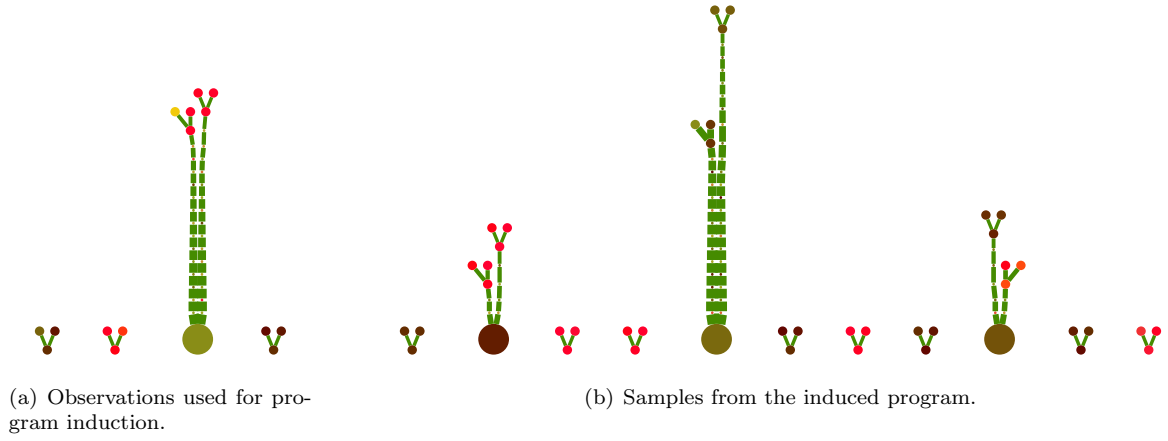 (a) Observations used for pro-
gram induction.
(b) Samples from the induced program.